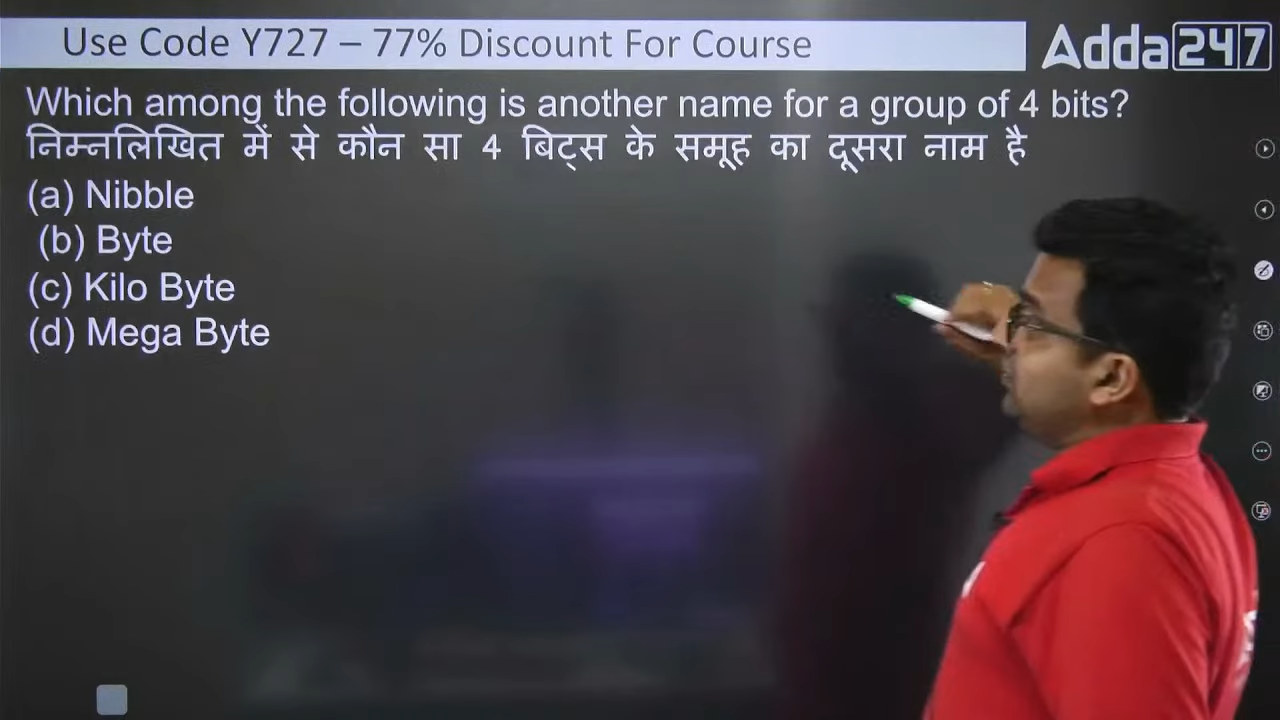 Use Code Y727 – 77% Discount For Course
Adda247
Which among the following is another name for a group of 4 bits?
निम्नलिखित में से कौन सा 4 बिट्स के समूह का दूसरा नाम है
(a) Nibble
(b) Byte
(c) Kilo Byte
(d) Mega Byte